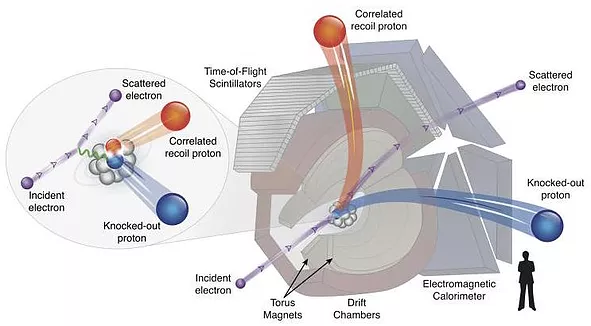 Correlated
recoil proton
Time-of-Flight
Scintillators
Scattered
electron
Scattered
electron
Correlated
recoil proton
Incident
electron
Knocked-out
proton
Knocked-out
proton
Incident
electron
Torus
Magnets
Drift
Chambers
Electromagnetic
Calorimeter